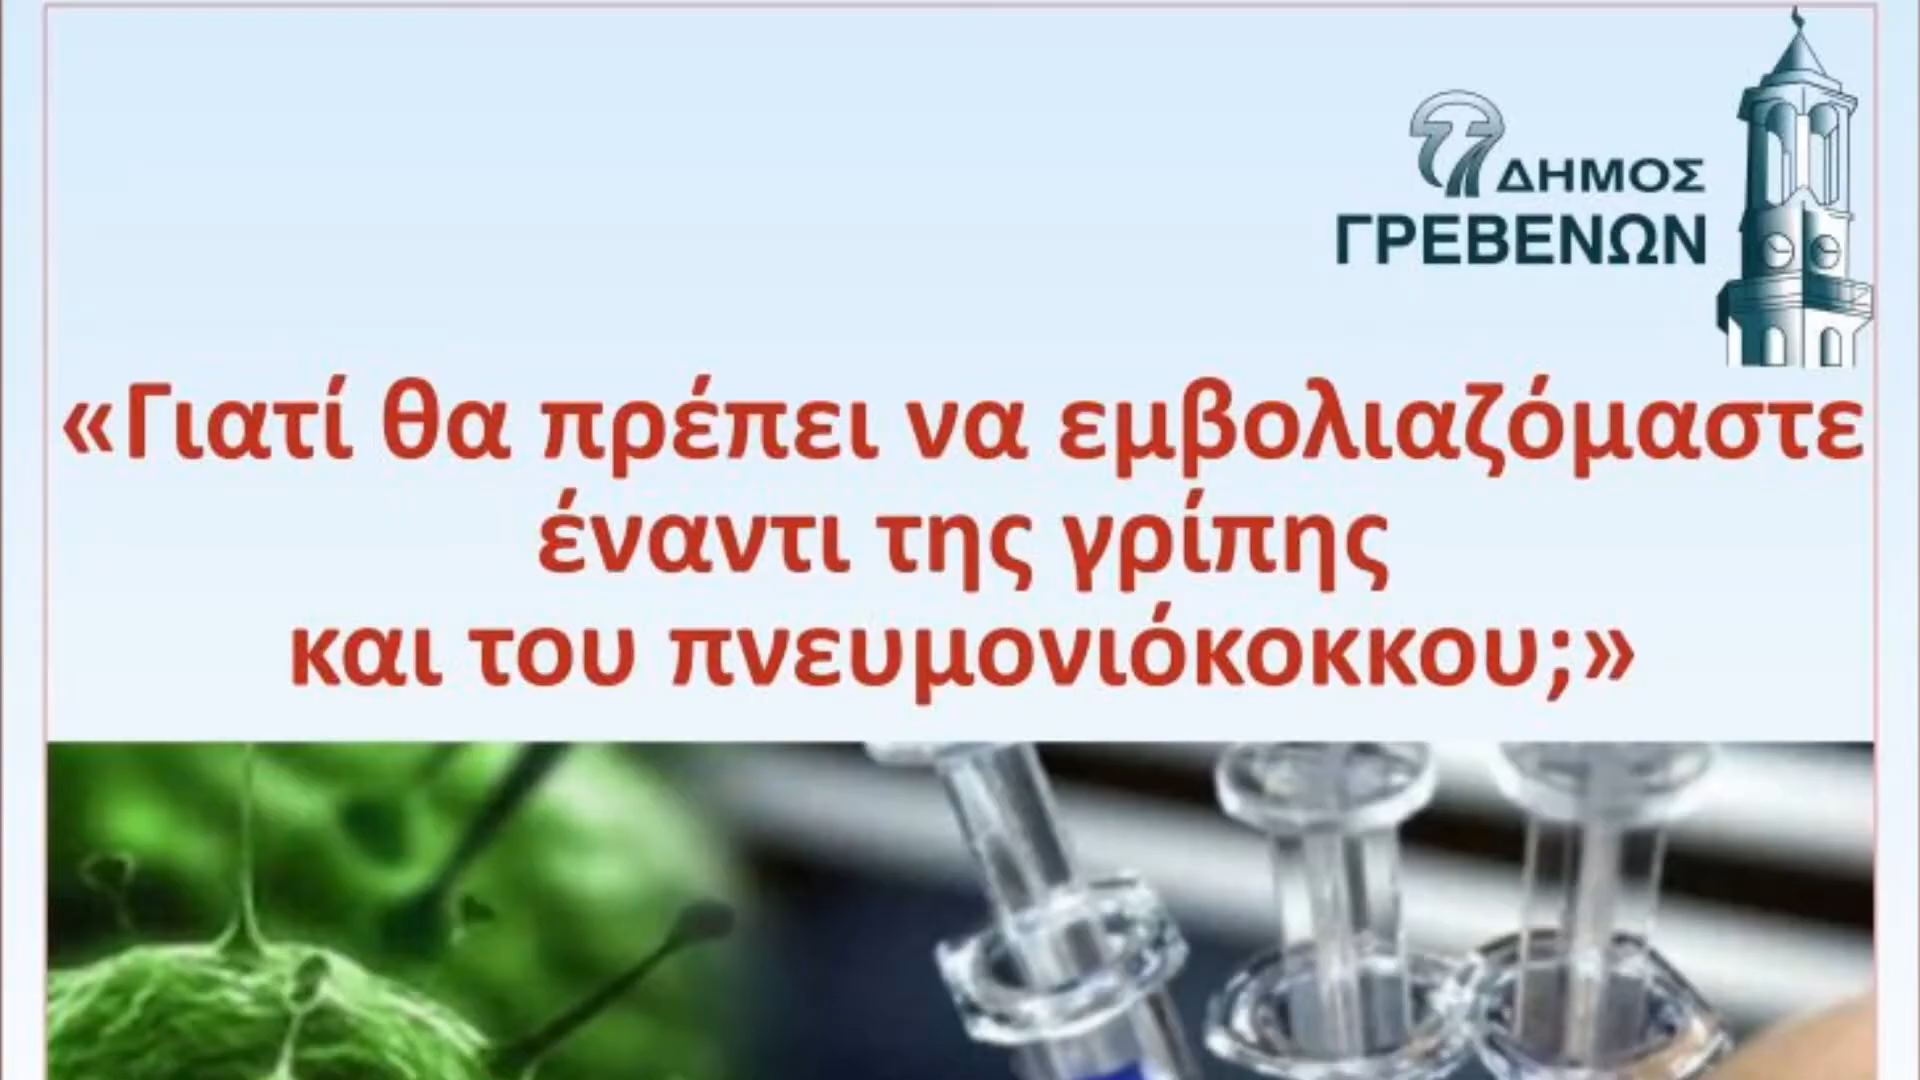 ΔΗΜΟΣ
ΓΡΕΒΕΝΩΝ
«Γιατί θα πρέπει να εμβολιαζόμαστε
έναντι της γρίπης
και του πνευμονιόκοκκου;»